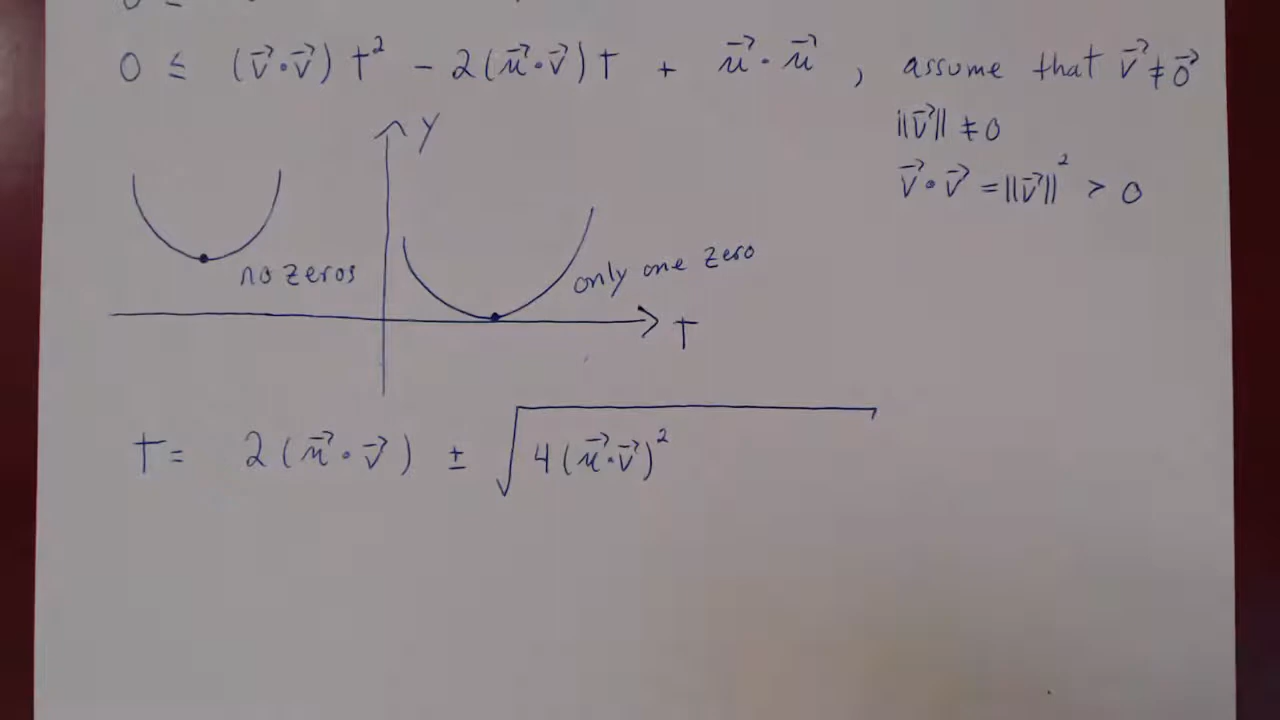 0 ≤ (v⃗·v⃗) t² − 2(u⃗·v⃗)t + u⃗·u⃗ , assume that v⃗ ≠ 0⃗
||v⃗|| ≠ 0
v⃗·v⃗ = ||v⃗||² > 0
y
no zeros
only one zero
t
t = 2(u⃗·v⃗) ± √4(u⃗·v⃗)²